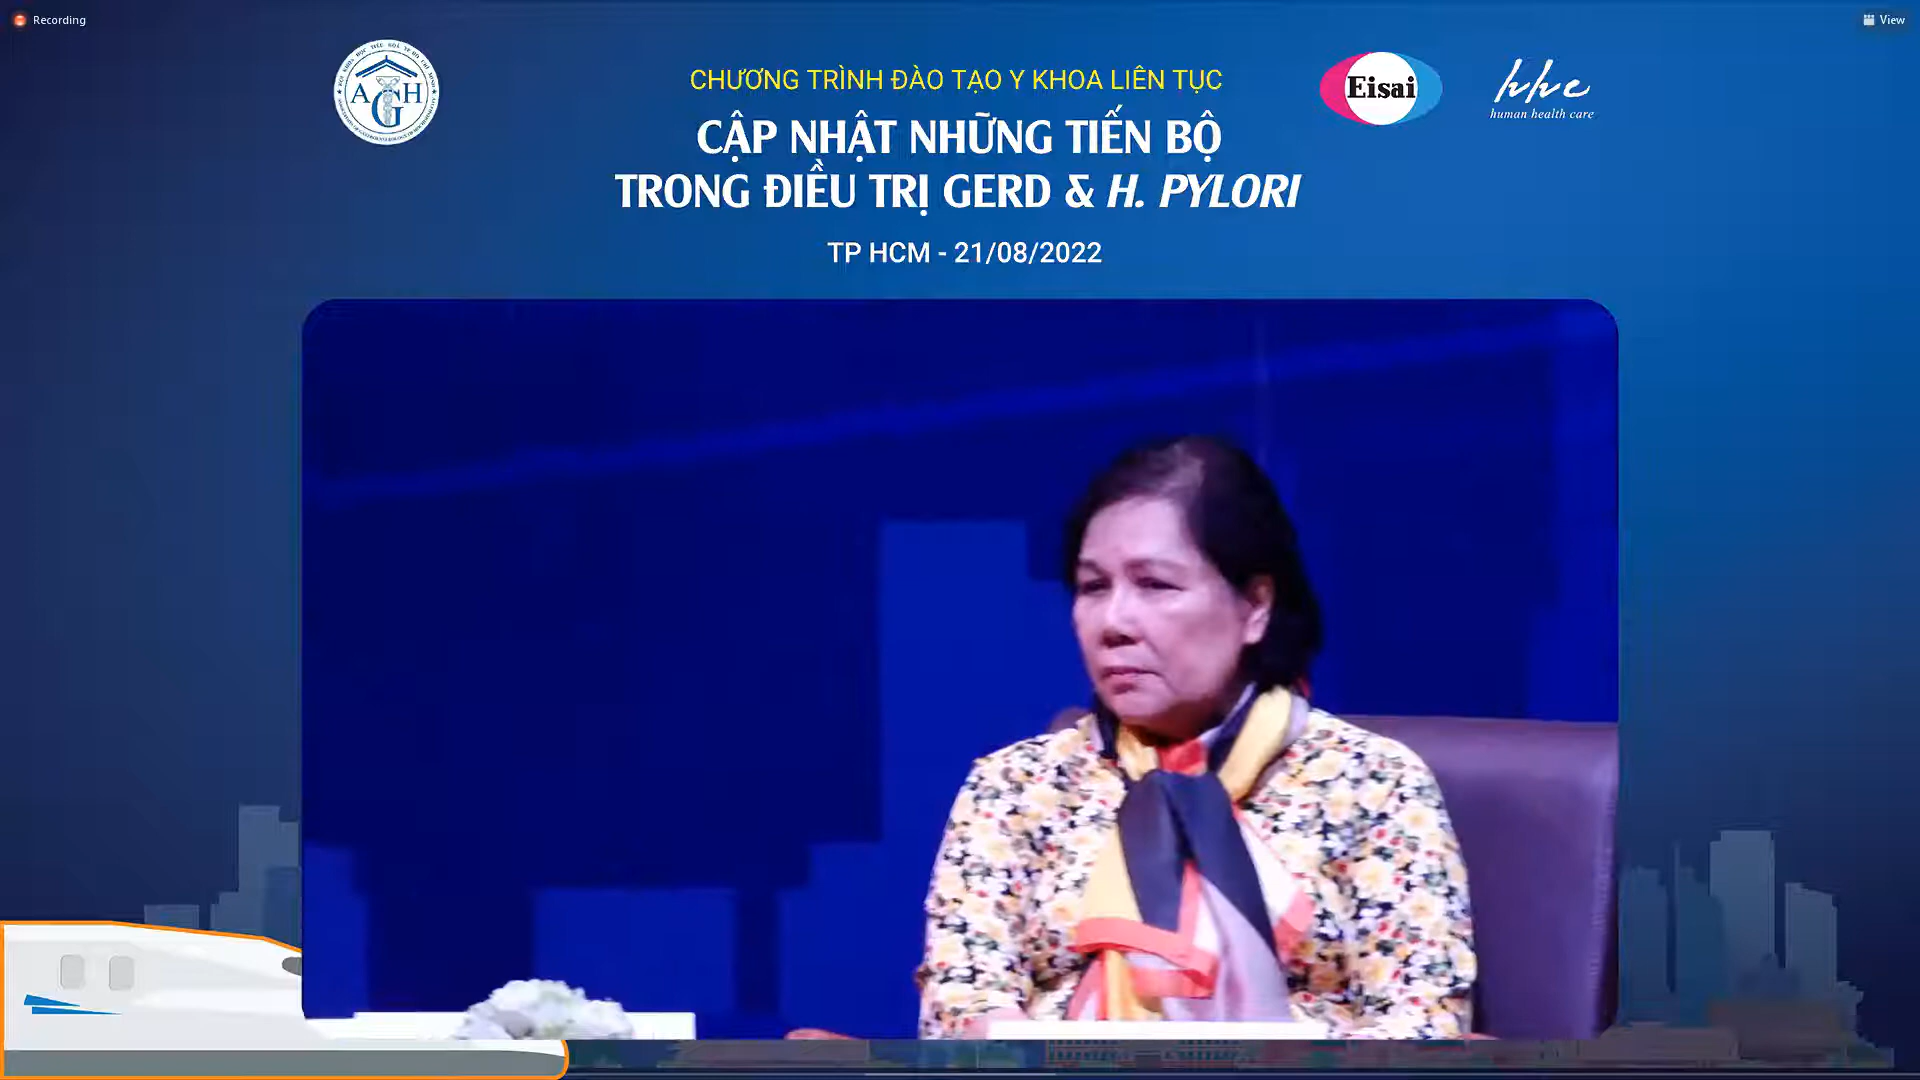 Recording
View
CHƯƠNG TRÌNH ĐÀO TẠO Y KHOA LIÊN TỤC
CẬP NHẬT NHỮNG TIẾN BỘ
TRONG ĐIỀU TRỊ GERD & H. PYLORI
TP HCM - 21/08/2022
AGH
Eisai
hhc
human health care